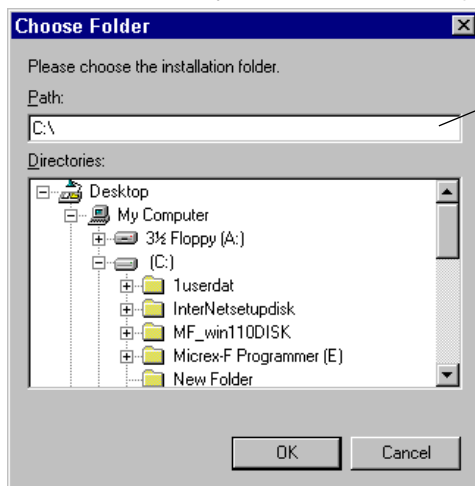 Choose Folder
Please choose the installation folder.
Path:
C:\
Directories:
Desktop
My Computer
3½ Floppy (A:)
(C:)
1userdat
InterNetsetupdisk
MF_win110DISK
Micrex-F Programmer (E)
New Folder
OK Cancel